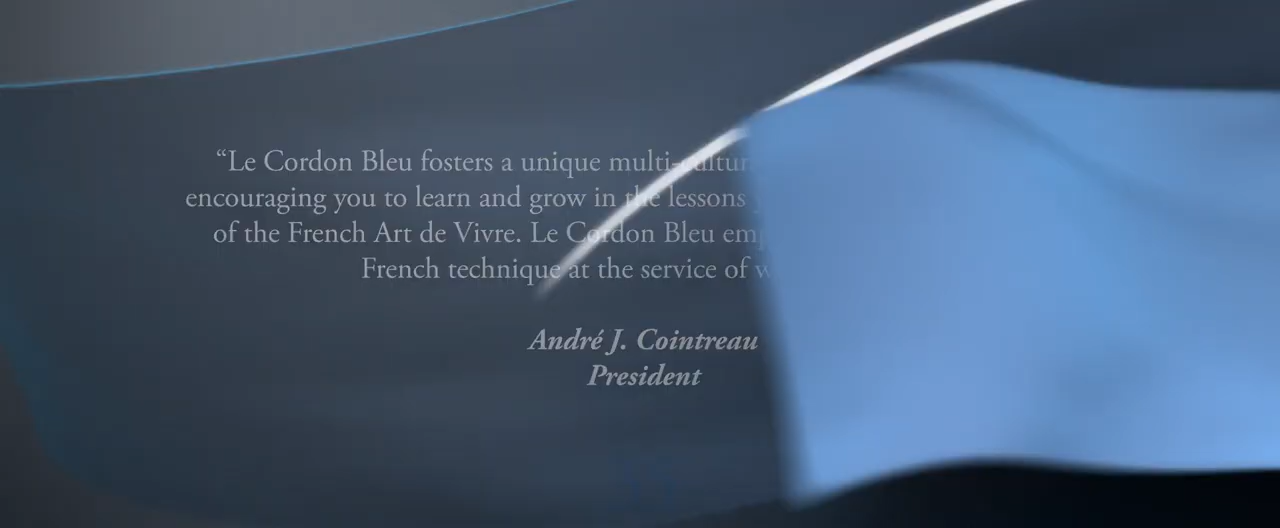 “Le Cordon Bleu fosters a unique
encouraging you to learn and grow in the lessons
of the French Art de Vivre. Le Cordon Bleu
French technique at the service of
André J. Cointreau
President